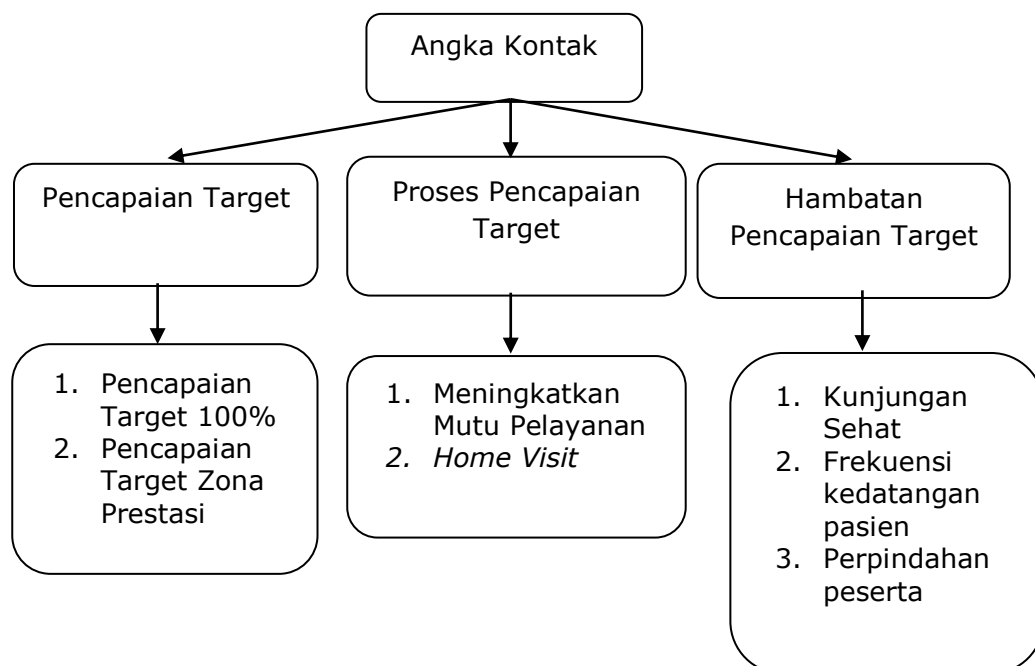 Angka Kontak
Pencapaian Target
Proses Pencapaian
Target
Hambatan
Pencapaian Target
1. Pencapaian
Target 100%
2. Pencapaian
Target Zona
Prestasi
1. Meningkatkan
Mutu Pelayanan
2. Home Visit
1. Kunjungan
Sehat
2. Frekuensi
kedatangan
pasien
3. Perpindahan
peserta